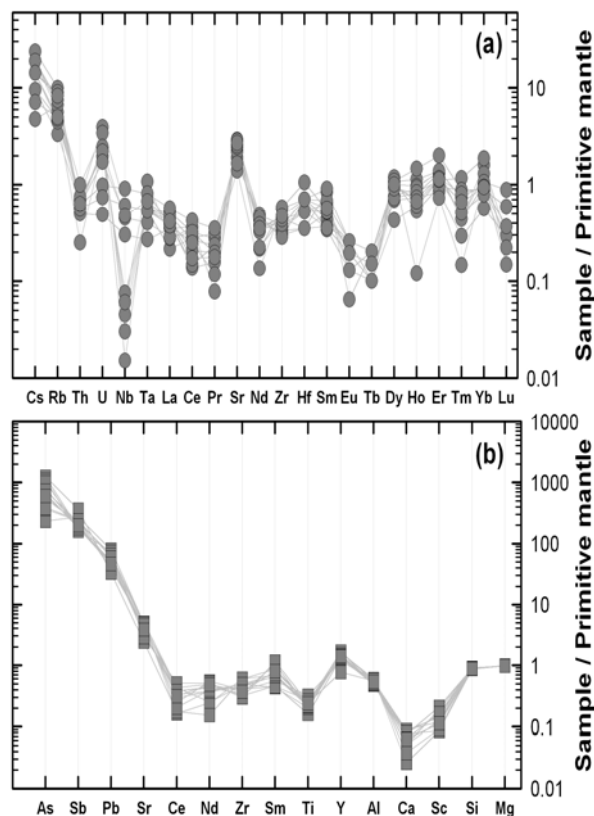 (a)
10
1
0.1
0.01
Sample / Primitive mantle
Cs Rb Th U Nb Ta La Ce Pr Sr Nd Zr Hf Sm Eu Tb Dy Ho Er Tm Yb Lu
(b)
10000
1000
100
10
1
0.1
0.01
Sample / Primitive mantle
As Sb Pb Sr Ce Nd Zr Sm Ti Y Al Ca Sc Si Mg